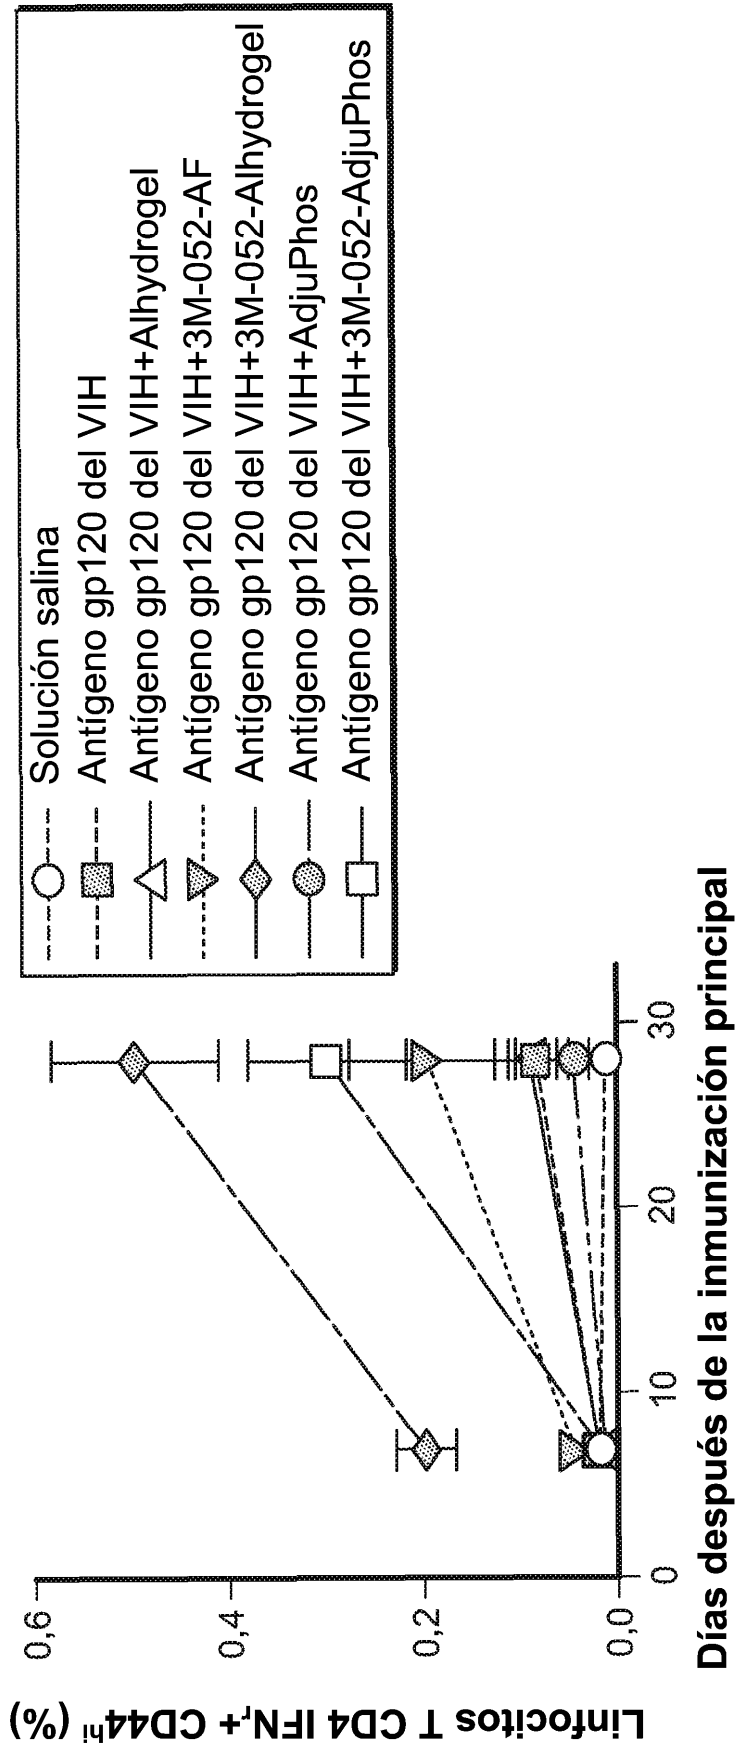 Linfocitos T CD4 IFNr+ CD44hi (%)
0,6
0,4
0,2
0,0
0
10
20
30
Días después de la inmunización principal
Solución salina
Antígeno gp120 del VIH
Antígeno gp120 del VIH+Alhydrogel
Antígeno gp120 del VIH+3M-052-AF
Antígeno gp120 del VIH+3M-052-Alhydrogel
Antígeno gp120 del VIH+AdjuPhos
Antígeno gp120 del VIH+3M-052-AdjuPhos